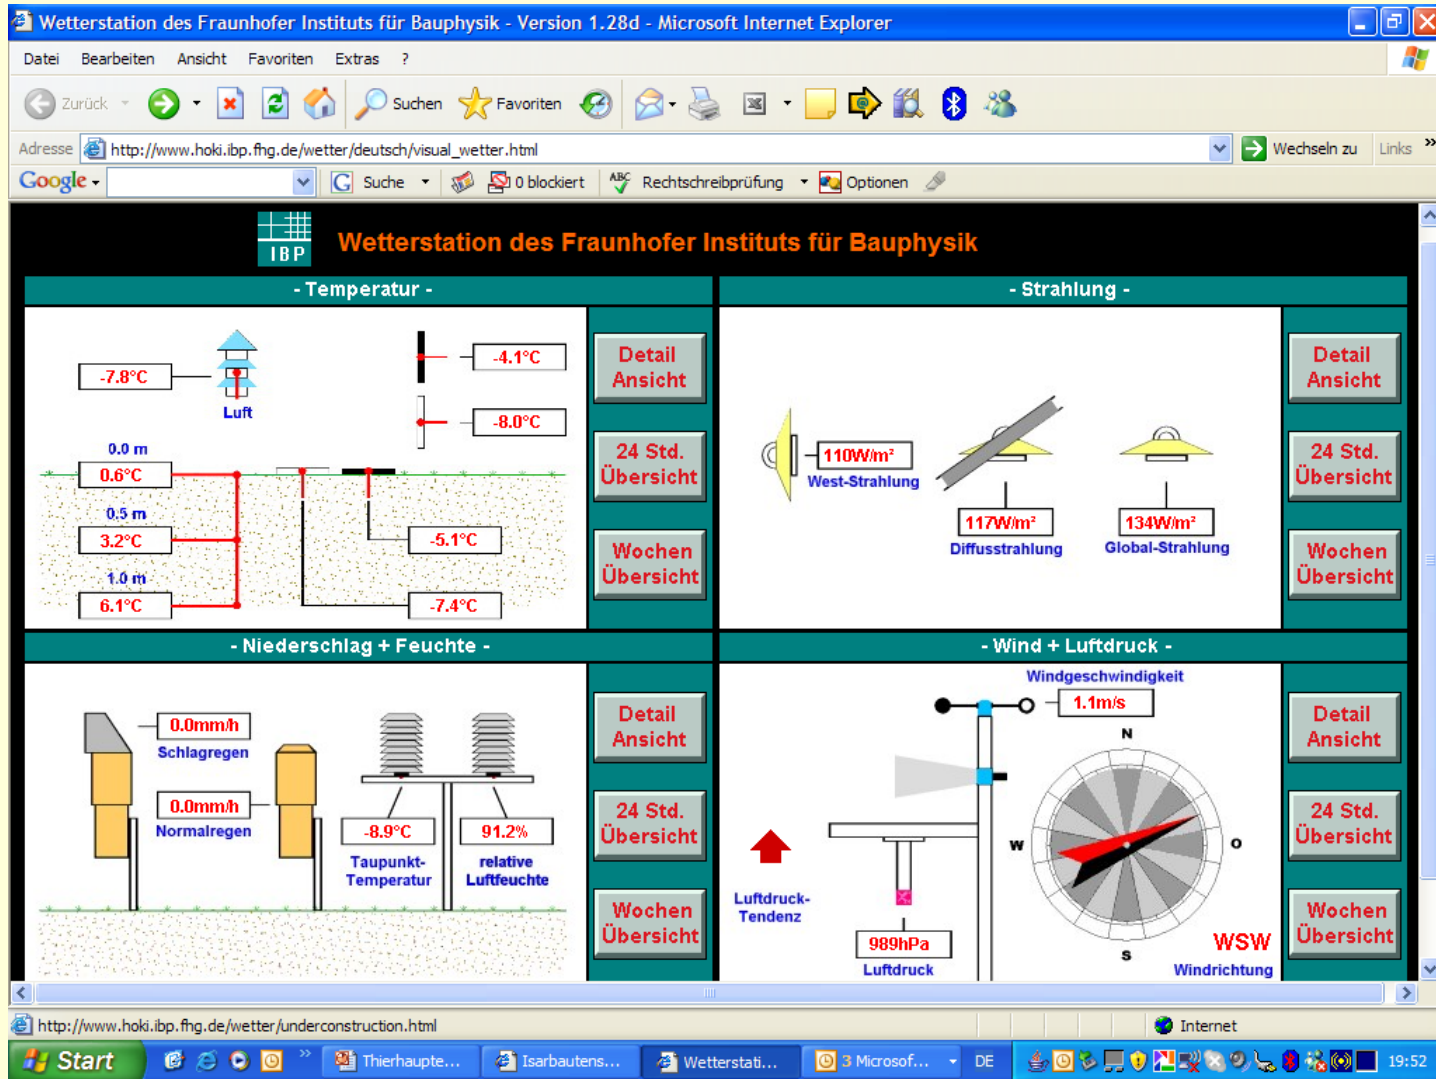 Wetterstation des Fraunhofer Instituts für Bauphysik - Version 1.28d - Microsoft Internet Explorer
Datei Bearbeiten Ansicht Favoriten Extras ?
Zurück Suchen Favoriten
Adresse http://www.hoki.ibp.fhg.de/wetter/deutsch/visual_wetter.html Wechseln zu Links »
Google G Suche 0 blockiert ABC Rechtschreibprüfung Optionen
IBP
Wetterstation des Fraunhofer Instituts für Bauphysik
- Temperatur -
-7.8°C
Luft
-4.1°C
-8.0°C
0.0 m
0.6°C
0.5 m
3.2°C
1.0 m
6.1°C
-5.1°C
-7.4°C
Detail
Ansicht
24 Std.
Übersicht
Wochen
Übersicht
- Strahlung -
110W/m²
West-Strahlung
117W/m²
Diffusstrahlung
134W/m²
Global-Strahlung
Detail
Ansicht
24 Std.
Übersicht
Wochen
Übersicht
- Niederschlag + Feuchte -
0.0mm/h
Schlagregen
0.0mm/h
Normalregen
-8.9°C
Taupunkt-
Temperatur
91.2%
relative
Luftfeuchte
Detail
Ansicht
24 Std.
Übersicht
Wochen
Übersicht
- Wind + Luftdruck -
Windgeschwindigkeit
1.1m/s
N
W
O
S
Luftdruck-
Tendenz
989hPa
Luftdruck
WSW
Windrichtung
Detail
Ansicht
24 Std.
Übersicht
Wochen
Übersicht
http://www.hoki.ibp.fhg.de/wetter/underconstruction.html Internet
Start » Thierhaupte... Isarbautens... Wetterstati... 3 Microsof... DE 19:52